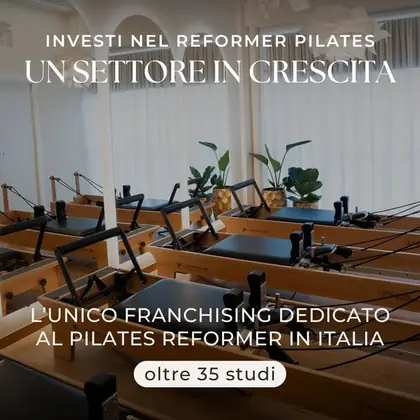 INVESTI NEL REFORMER PILATES
UN SETTORE IN CRESCITA
L'UNICO FRANCHISING DEDICATO
AL PILATES REFORMER IN ITALIA
oltre 35 studi